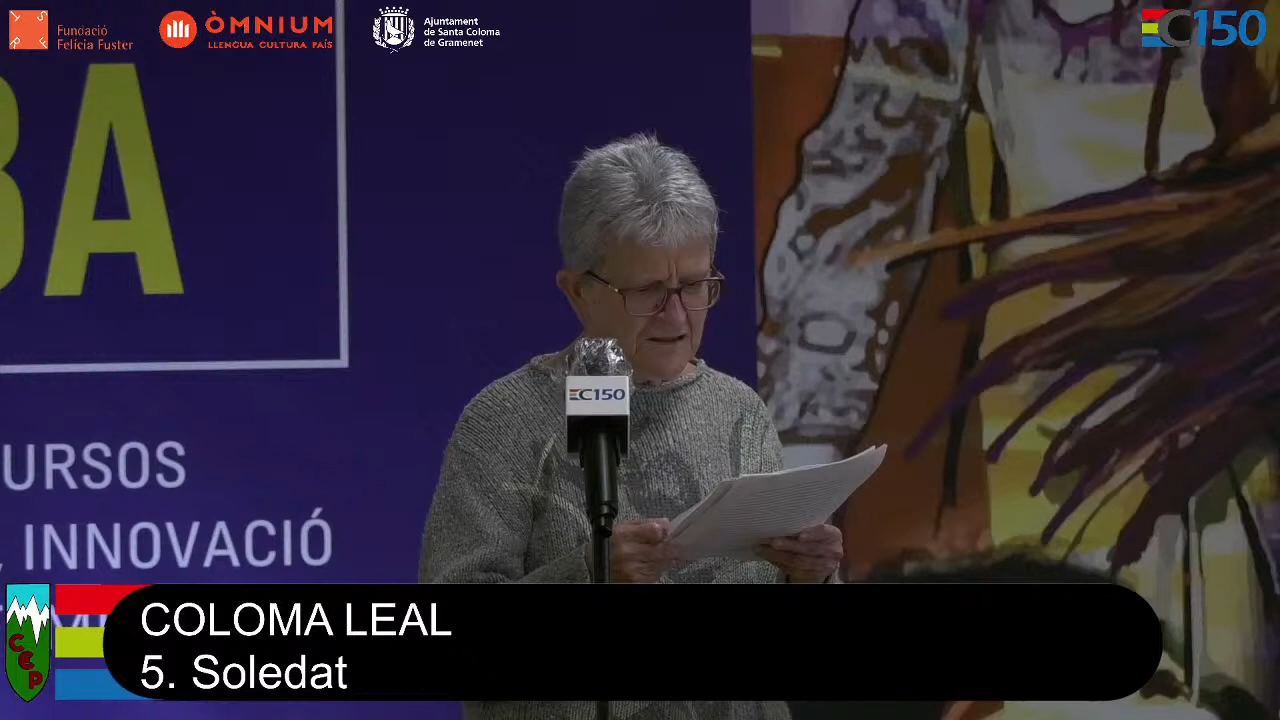 Fundació
Felícia Fuster
ÒMNIUM
LLENGUA CULTURA PAÍS
Ajuntament
de Santa Coloma
de Gramenet
EC150
BA
URSOS
, INNOVACIÓ
EC150
CEP
COLOMA LEAL
5. Soledat